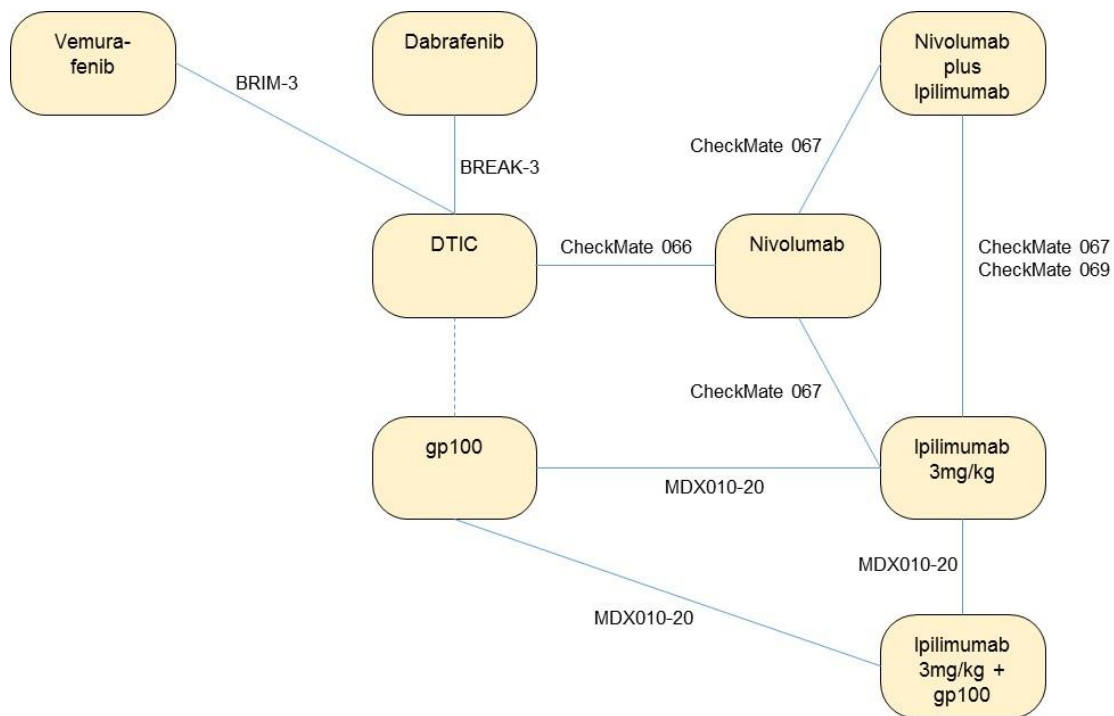 Vemura-
fenib
Dabrafenib
Nivolumab
plus
Ipilimumab
BRIM-3
CheckMate 067
BREAK-3
DTIC
CheckMate 066
Nivolumab
CheckMate 067
CheckMate 069
CheckMate 067
gp100
Ipilimumab
3mg/kg
MDX010-20
MDX010-20
MDX010-20
Ipilimumab
3mg/kg +
gp100